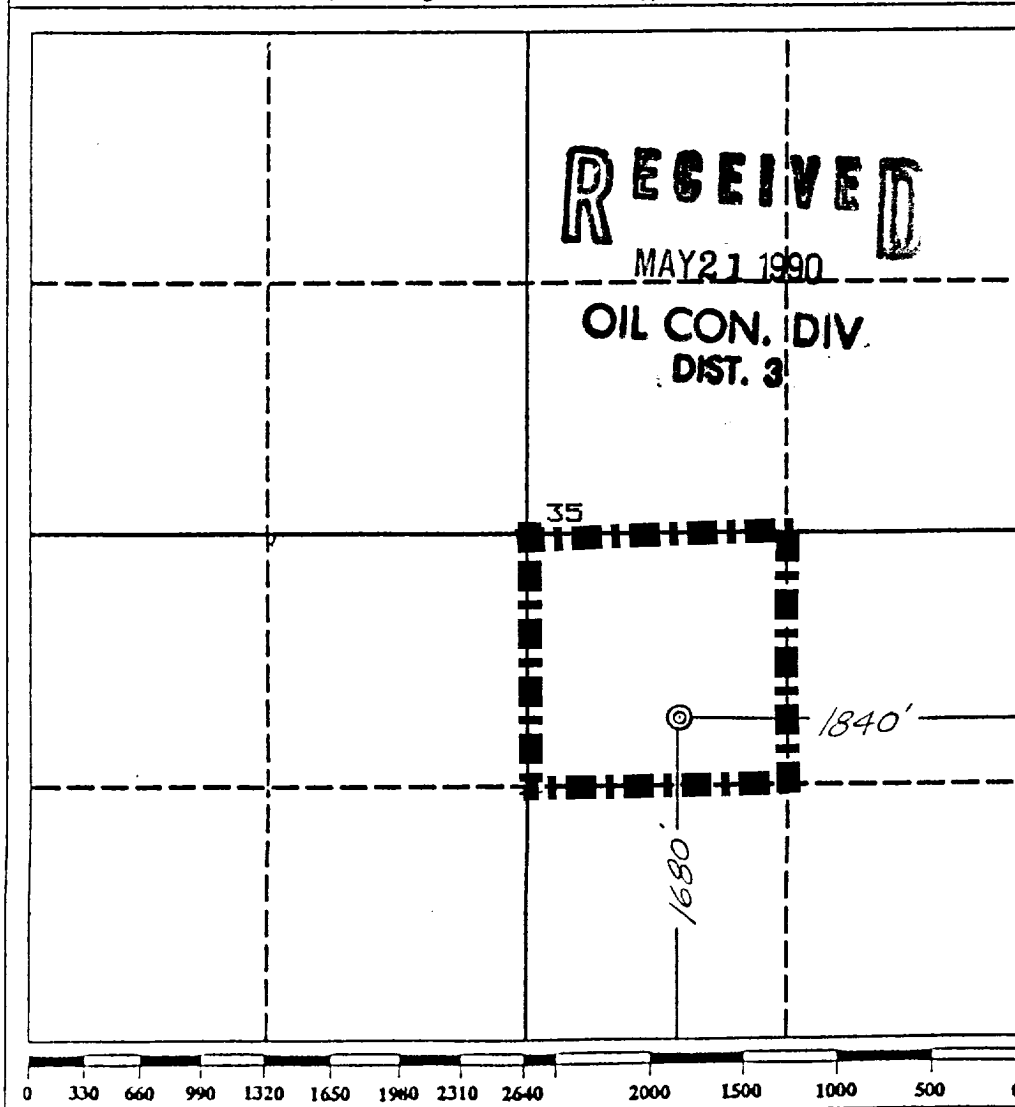 RECEIVED
MAY 21 1990
OIL CON. DIV.
DIST. 3
35
1840'
1680'
0 330 660 990 1320 1650 1980 2310 2640 2000 1500 1000 500